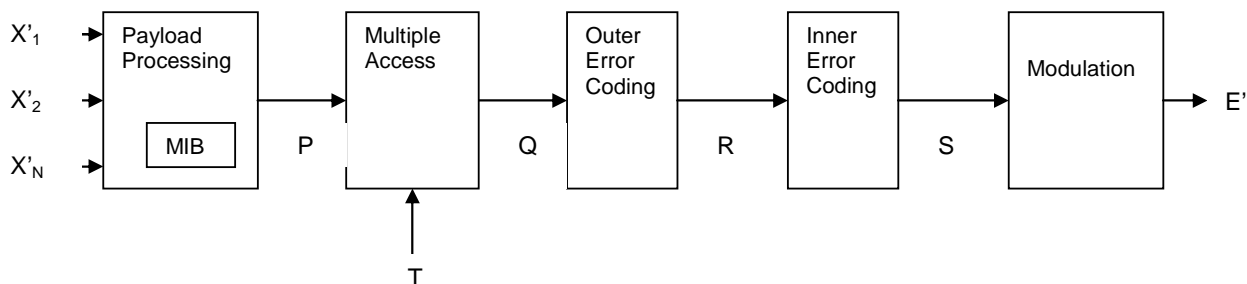 X'1
X'2
X'N
Payload
Processing
MIB
P
Multiple
Access
T
Q
Outer
Error
Coding
R
Inner
Error
Coding
S
Modulation
E'